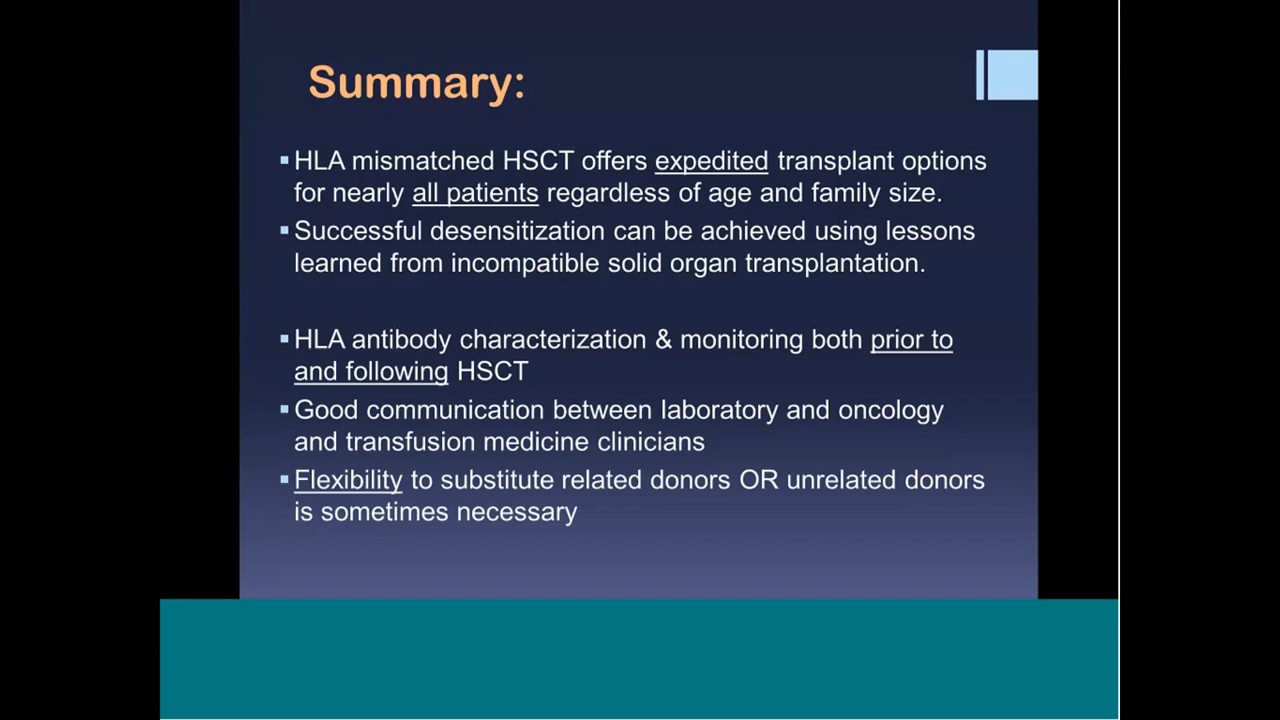 Summary:
▪HLA mismatched HSCT offers expedited transplant options
for nearly all patients regardless of age and family size.
▪Successful desensitization can be achieved using lessons
learned from incompatible solid organ transplantation.
▪HLA antibody characterization & monitoring both prior to
and following HSCT
▪Good communication between laboratory and oncology
and transfusion medicine clinicians
▪Flexibility to substitute related donors OR unrelated donors
is sometimes necessary